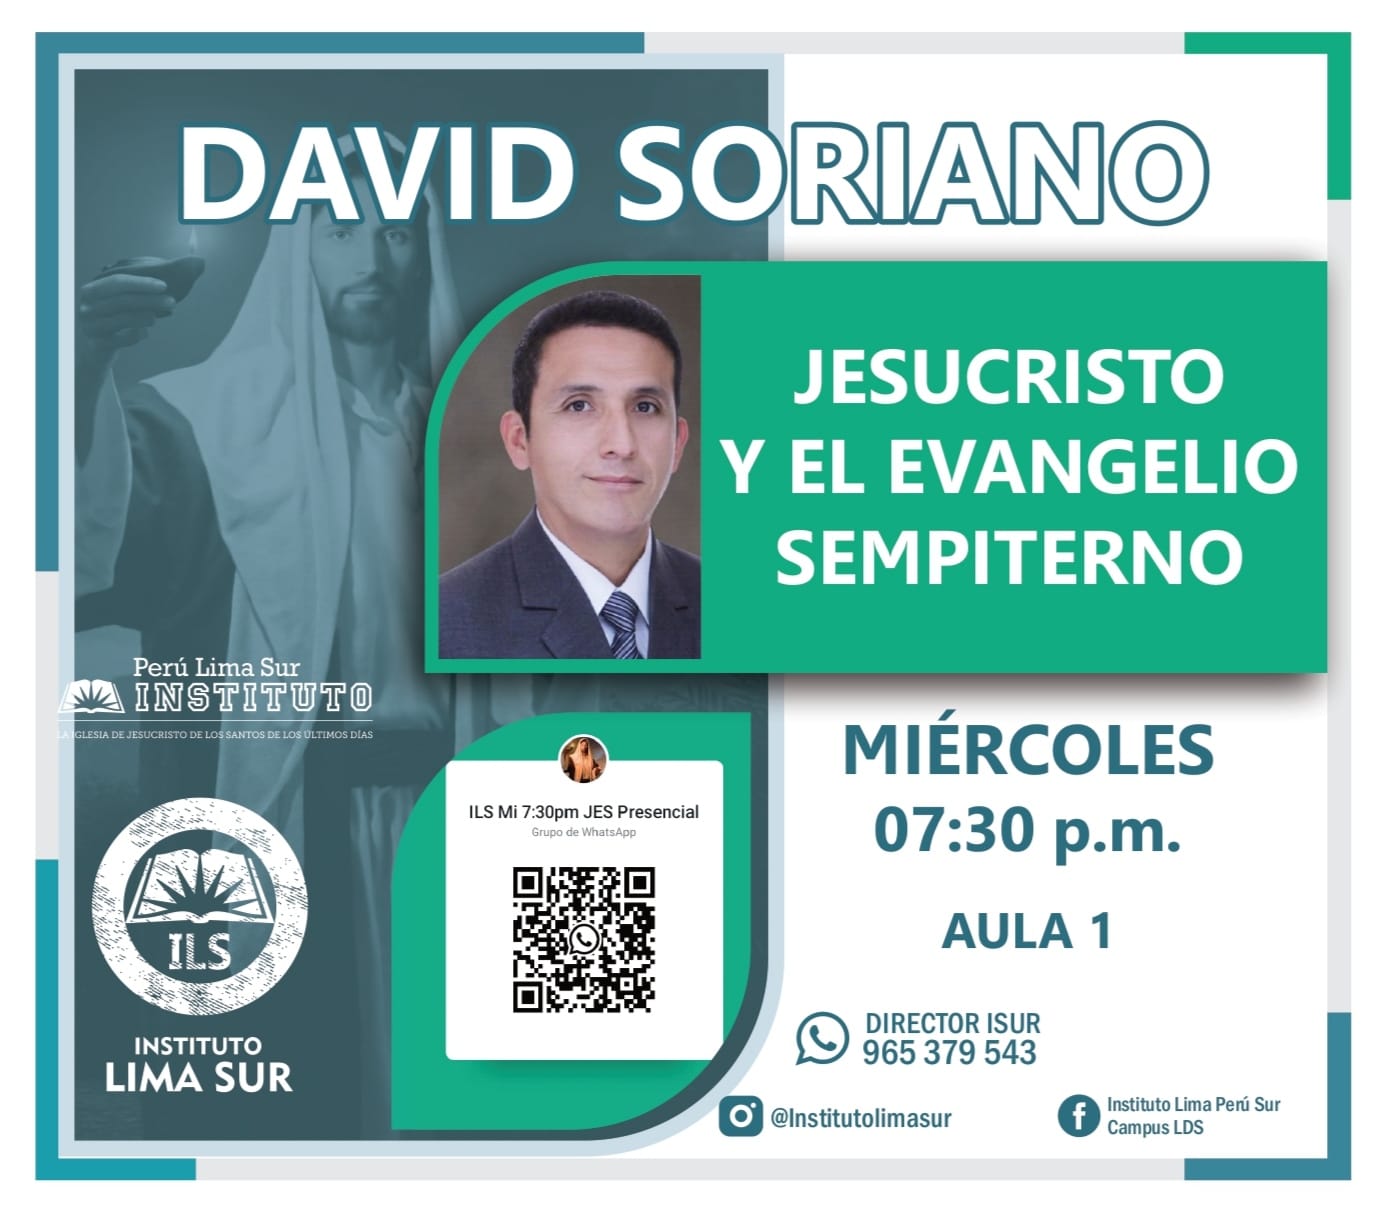 DAVID SORIANO
JESUCRISTO
Y EL EVANGELIO
SEMPITERNO
Perú Lima Sur
INSTITUTO
LA IGLESIA DE JESUCRISTO DE LOS SANTOS DE LOS ÚLTIMOS DÍAS
ILS
INSTITUTO
LIMA SUR
ILS Mi 7:30pm JES Presencial
Grupo de WhatsApp
MIÉRCOLES
07:30 p.m.
AULA 1
DIRECTOR ISUR
965 379 543
@Institutolimasur
Instituto Lima Perú Sur
Campus LDS